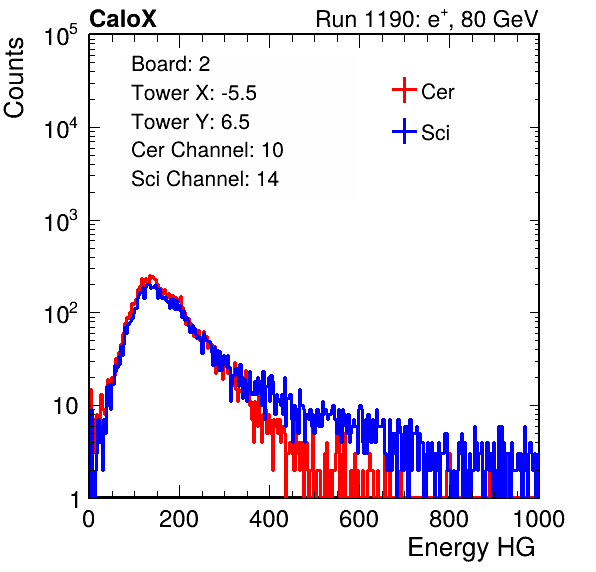 CaloX Run 1190: e⁺, 80 GeV
Counts
10⁵
10⁴
10³
10²
10
1
Board: 2
Tower X: -5.5
Tower Y: 6.5
Cer Channel: 10
Sci Channel: 14
Cer
Sci
0 200 400 600 800 1000
Energy HG